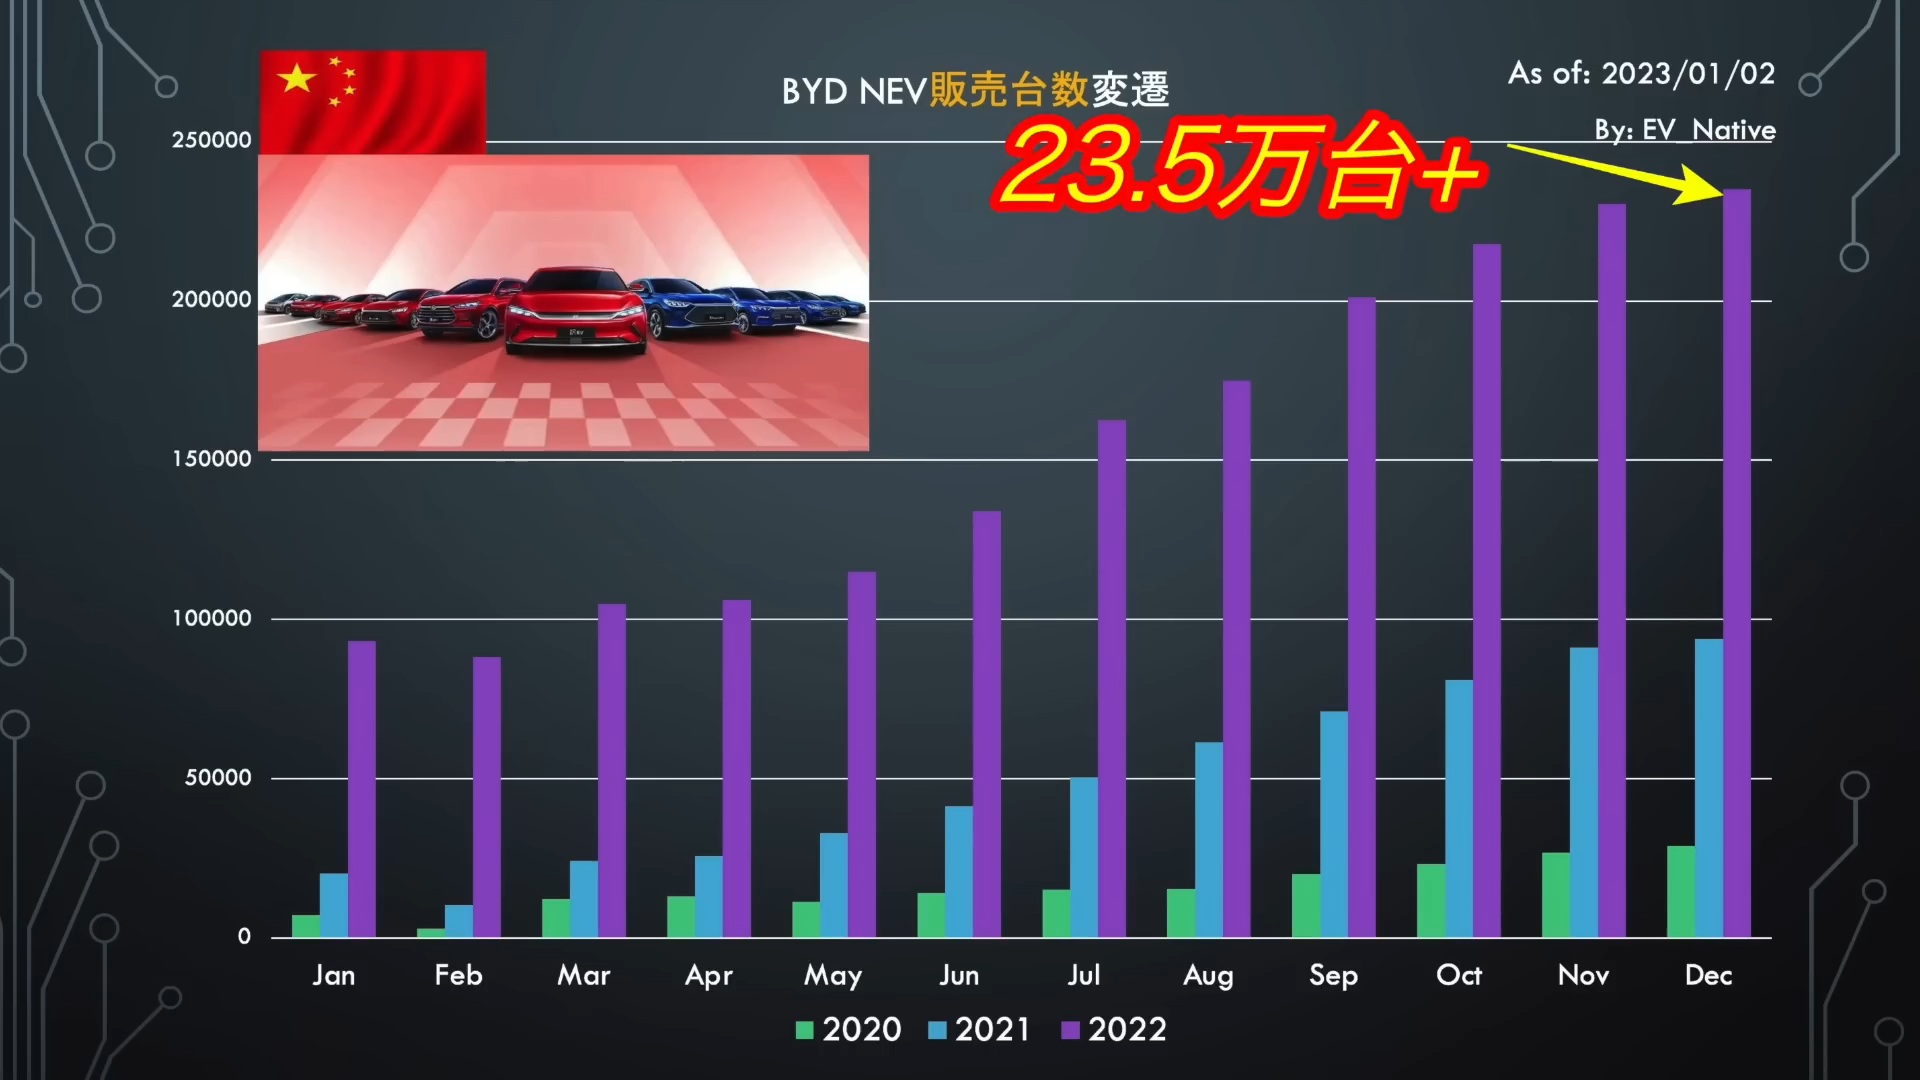 BYD NEV販売台数変遷
As of: 2023/01/02
By: EV_Native
23.5万台+
250000
200000
150000
100000
50000
0
Jan Feb Mar Apr May Jun Jul Aug Sep Oct Nov Dec
2020 2021 2022